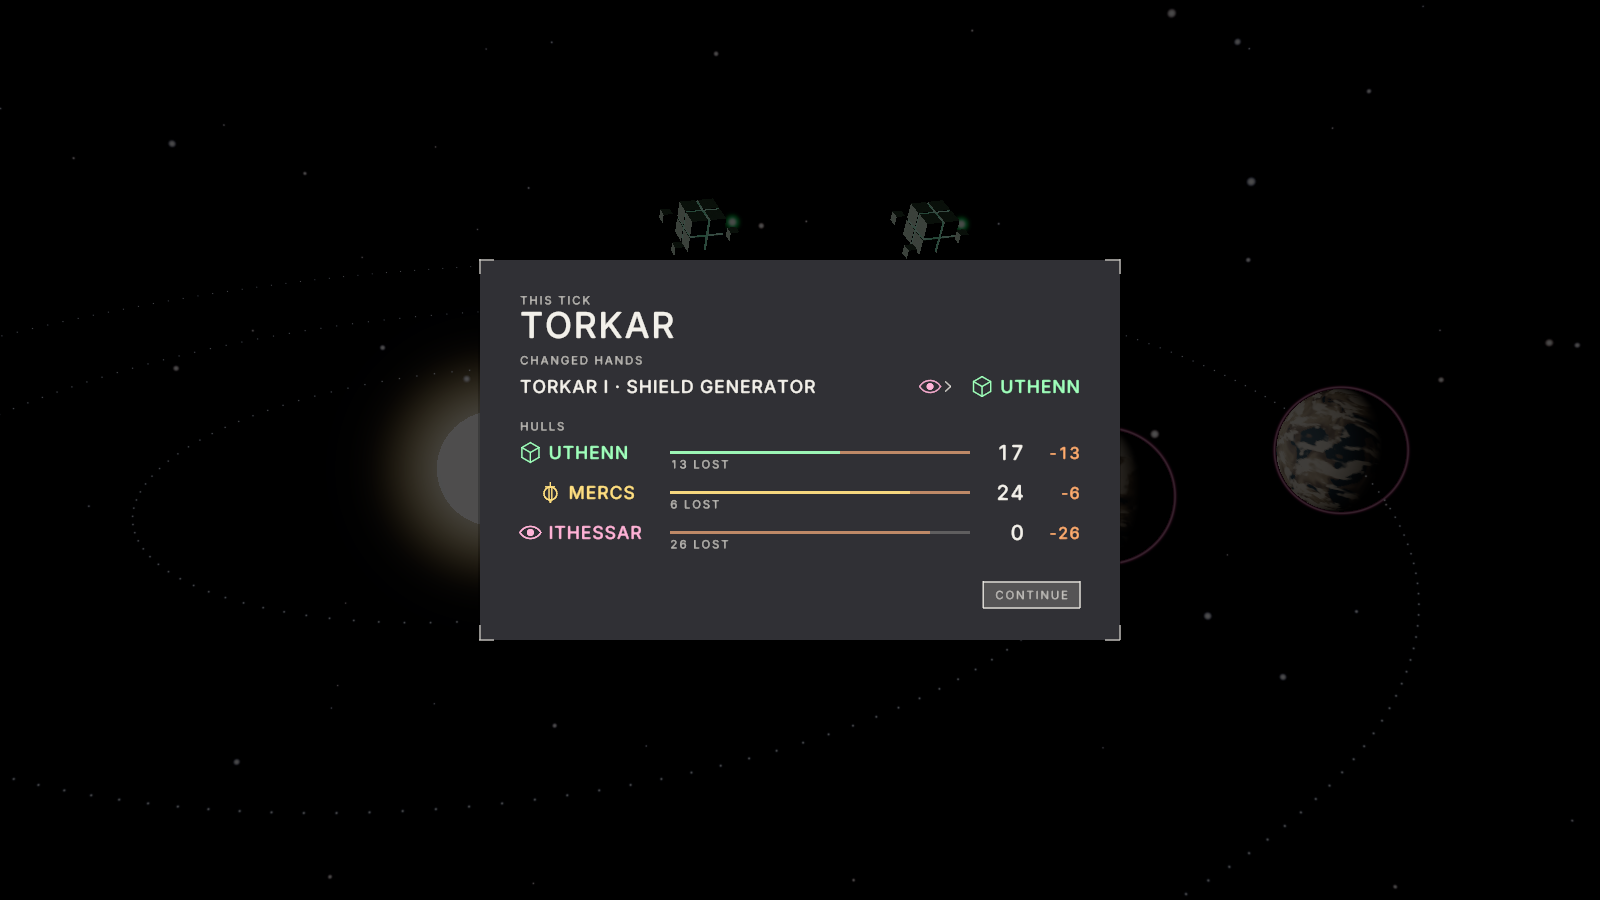 THIS TICK
TORKAR
CHANGED HANDS
TORKAR I · SHIELD GENERATOR > UTHENN
HULLS
UTHENN 17 -13
13 LOST
MERCS 24 -6
6 LOST
ITHESSAR 0 -26
26 LOST
CONTINUE